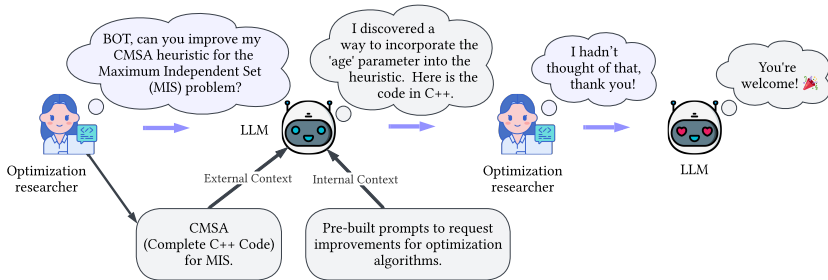 BOT, can you improve my
CMSA heuristic for the
Maximum Independent Set
(MIS) problem?
I discovered a
way to incorporate the
'age' parameter into the
heuristic. Here is the
code in C++.
I hadn't
thought of that,
thank you!
You're
welcome! 🎉
LLM
Optimization
researcher
Optimization
researcher
LLM
External Context
Internal Context
CMSA
(Complete C++ Code)
for MIS.
Pre-built prompts to request
improvements for optimization
algorithms.